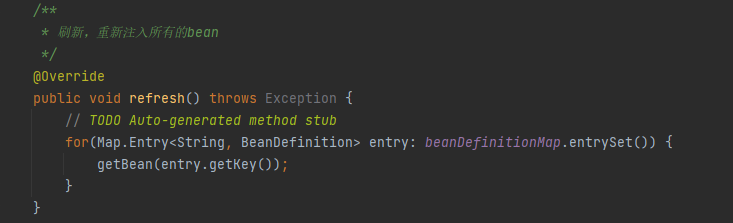 /**
 * 刷新，重新注入所有的bean
 */
@Override
public void refresh() throws Exception {
    // TODO Auto-generated method stub
    for(Map.Entry<String, BeanDefinition> entry: beanDefinitionMap.entrySet()) {
        getBean(entry.getKey());
    }
}